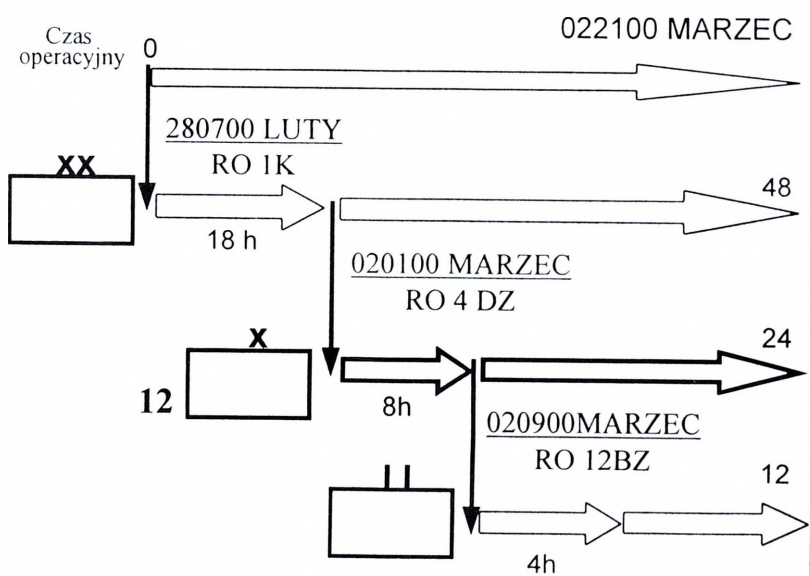 Czas
operacyjny
0
022100 MARZEC
280700 LUTY
RO 1K
XX
18 h
48
020100 MARZEC
RO 4 DZ
X
12
8h
24
020900MARZEC
RO 12BZ
12
4h